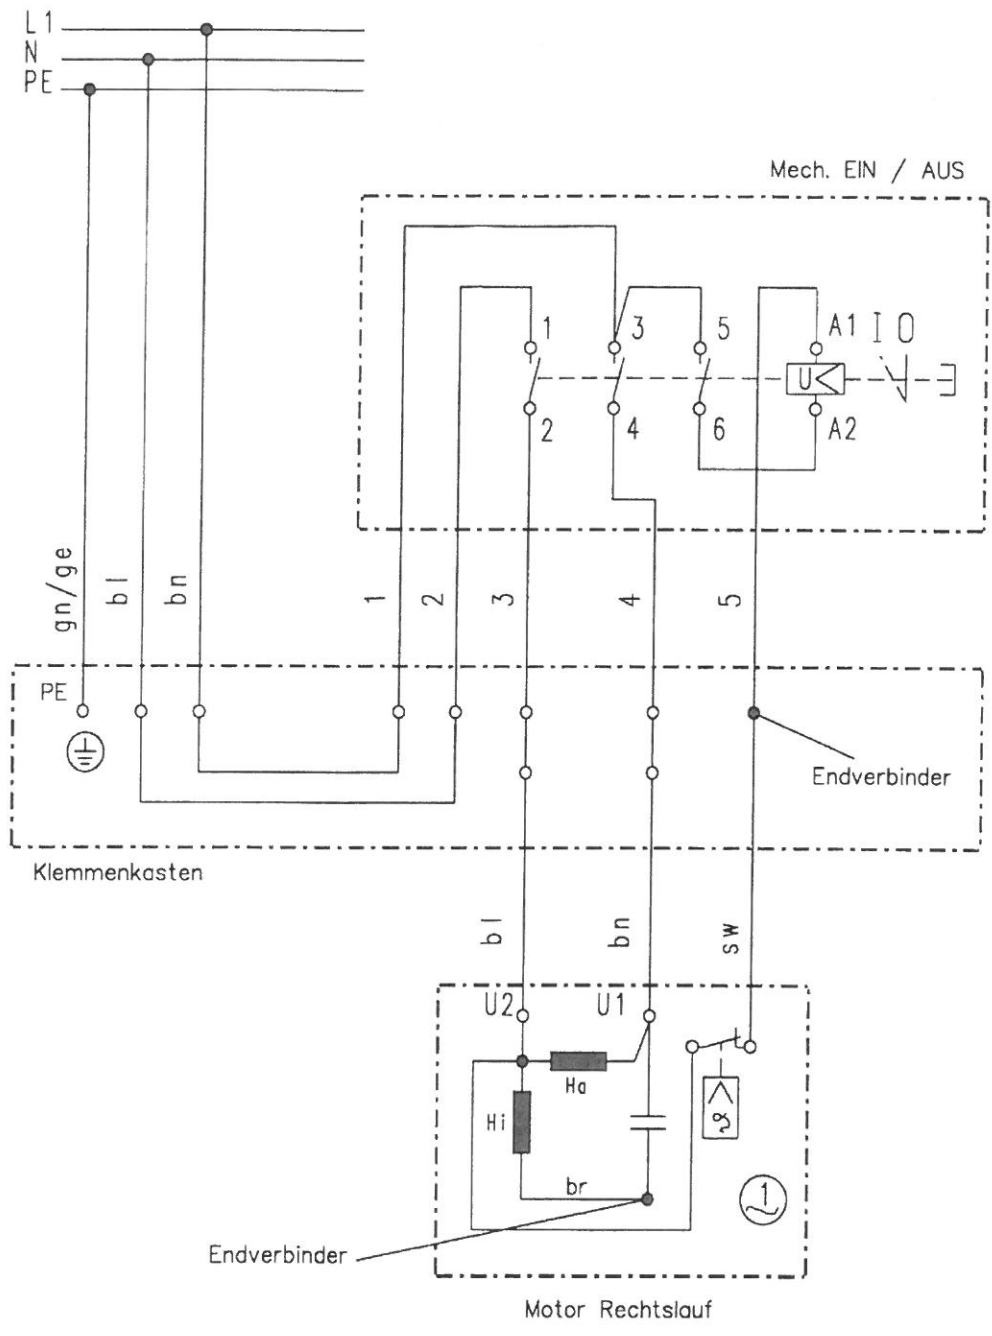 L1
N
PE
Mech. EIN / AUS
1 3 5 A1 I O
U<
2 4 6 A2
gn/ge bl bn 1 2 3 4 5
PE
Endverbinder
Klemmenkasten
bl bn sw
U2 U1
Ha
Hi
ϑ
br
1~
Endverbinder
Motor Rechtslauf